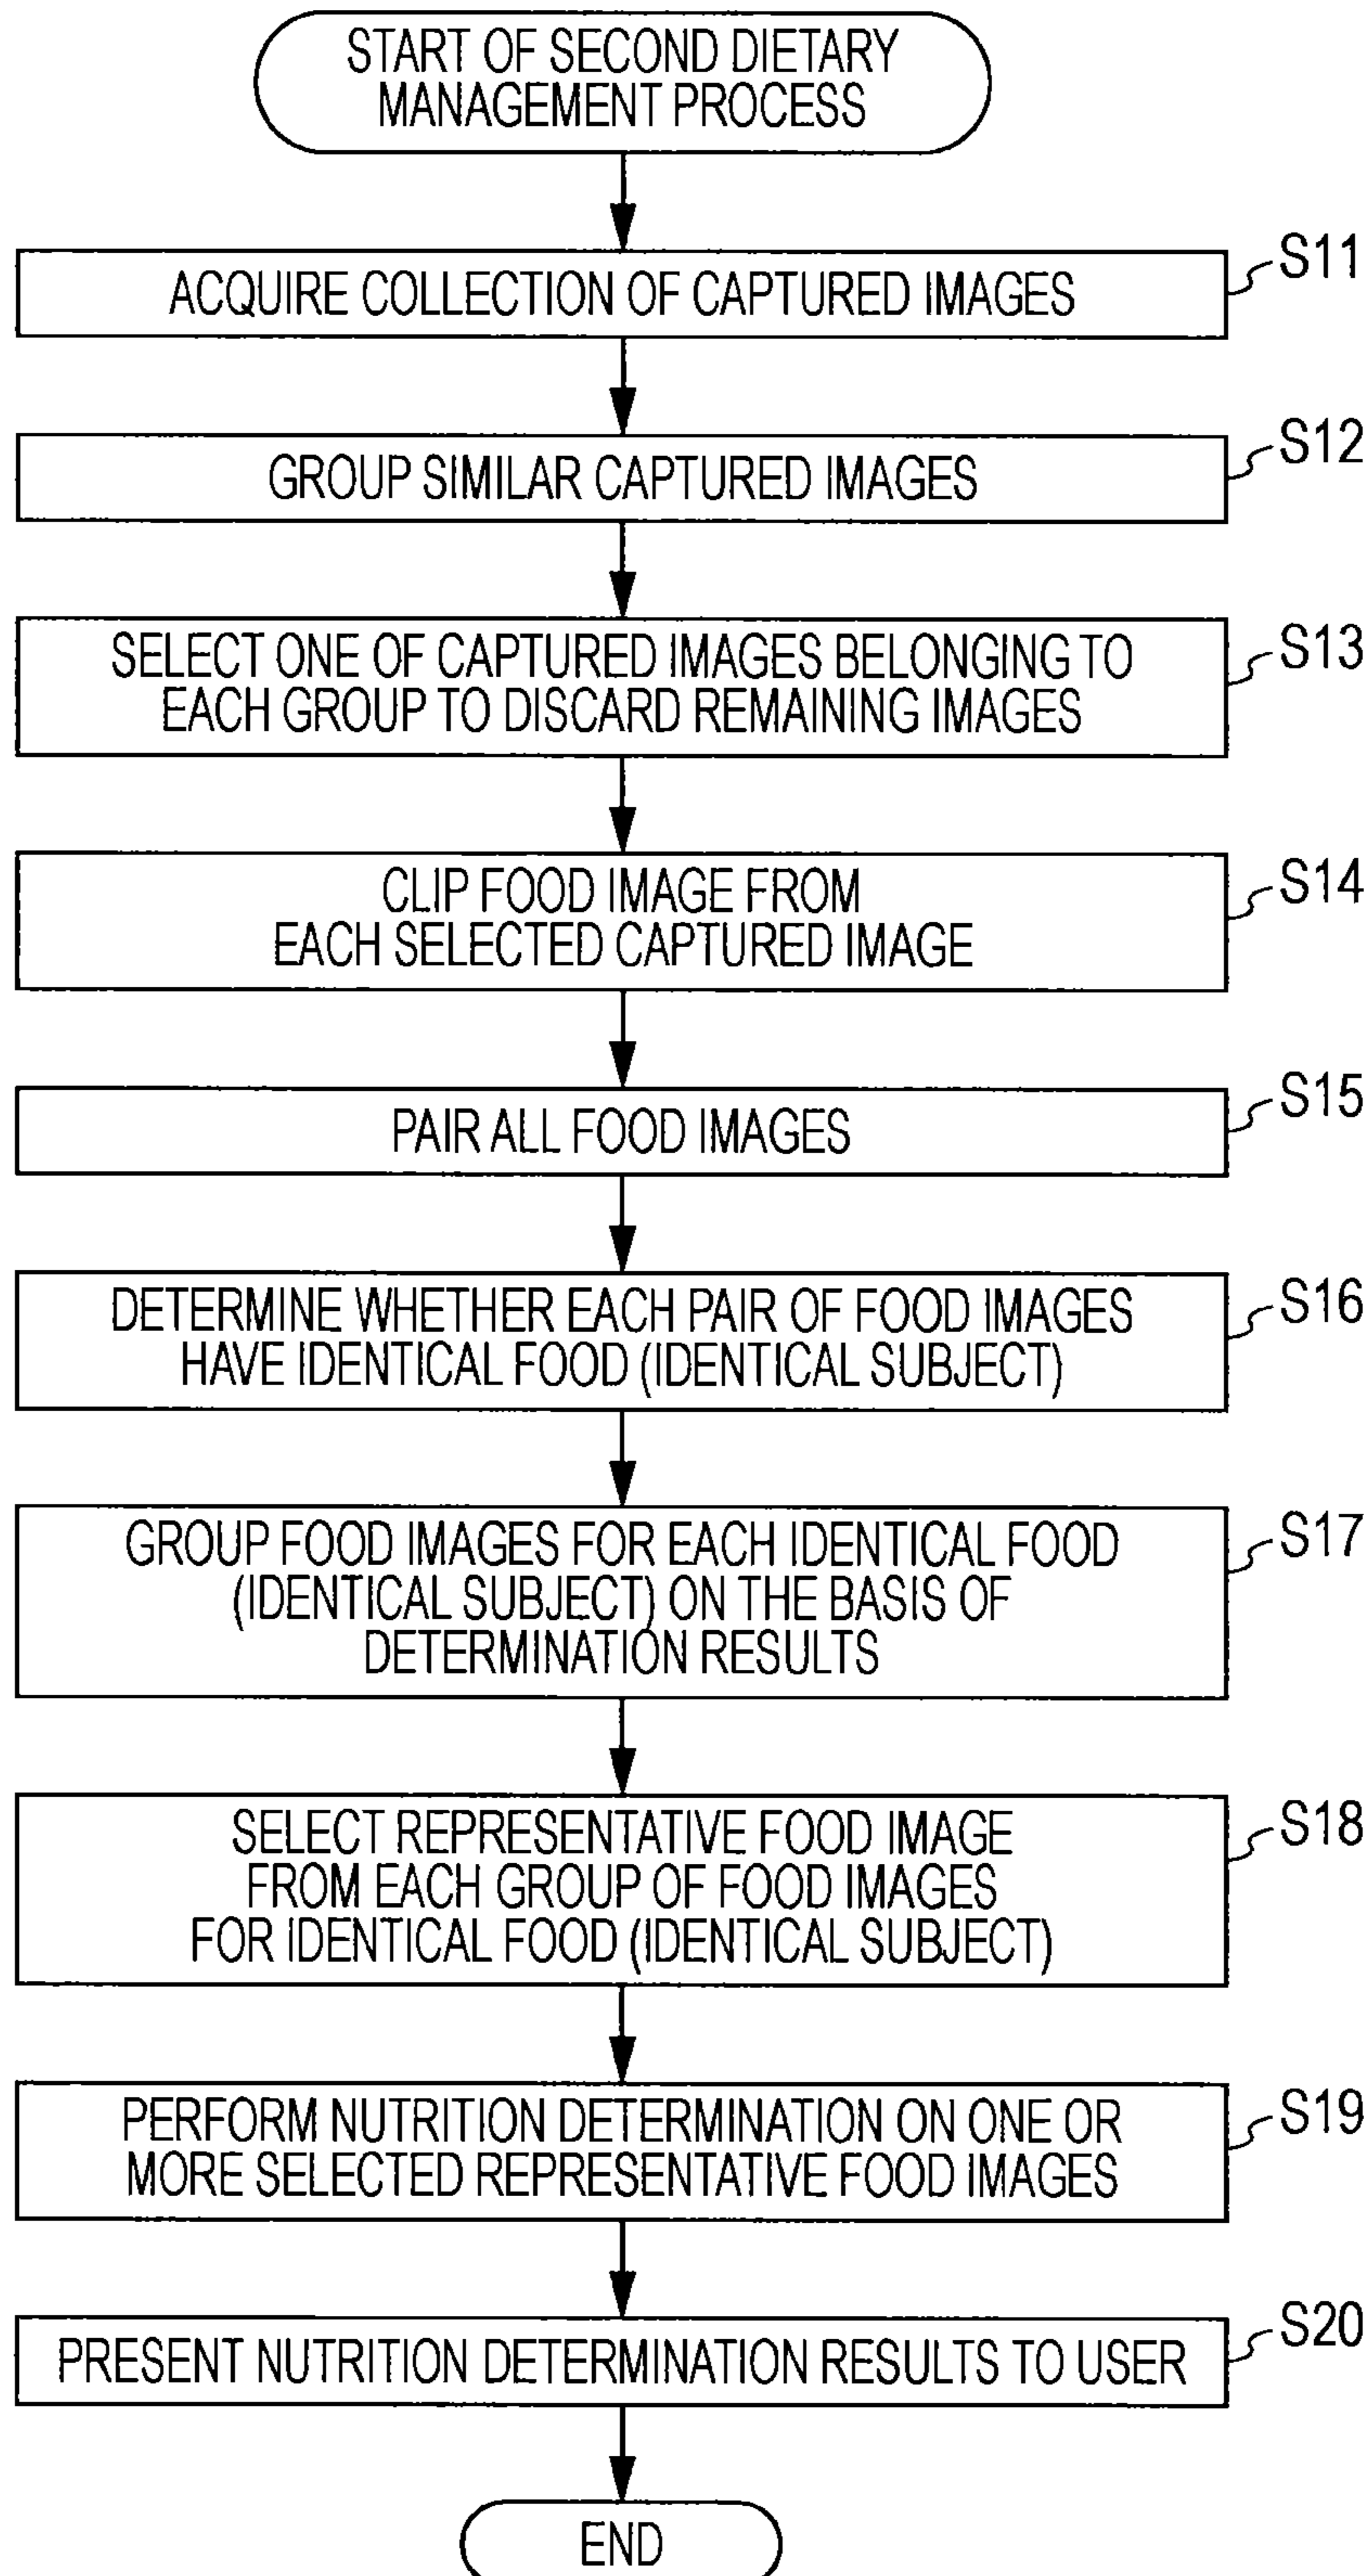 START OF SECOND DIETARY
MANAGEMENT PROCESS
ACQUIRE COLLECTION OF CAPTURED IMAGES
S11
GROUP SIMILAR CAPTURED IMAGES
S12
SELECT ONE OF CAPTURED IMAGES BELONGING TO
EACH GROUP TO DISCARD REMAINING IMAGES
S13
CLIP FOOD IMAGE FROM
EACH SELECTED CAPTURED IMAGE
S14
PAIR ALL FOOD IMAGES
S15
DETERMINE WHETHER EACH PAIR OF FOOD IMAGES
HAVE IDENTICAL FOOD (IDENTICAL SUBJECT)
S16
GROUP FOOD IMAGES FOR EACH IDENTICAL FOOD
(IDENTICAL SUBJECT) ON THE BASIS OF
DETERMINATION RESULTS
S17
SELECT REPRESENTATIVE FOOD IMAGE
FROM EACH GROUP OF FOOD IMAGES
FOR IDENTICAL FOOD (IDENTICAL SUBJECT)
S18
PERFORM NUTRITION DETERMINATION ON ONE OR
MORE SELECTED REPRESENTATIVE FOOD IMAGES
S19
PRESENT NUTRITION DETERMINATION RESULTS TO USER
S20
END